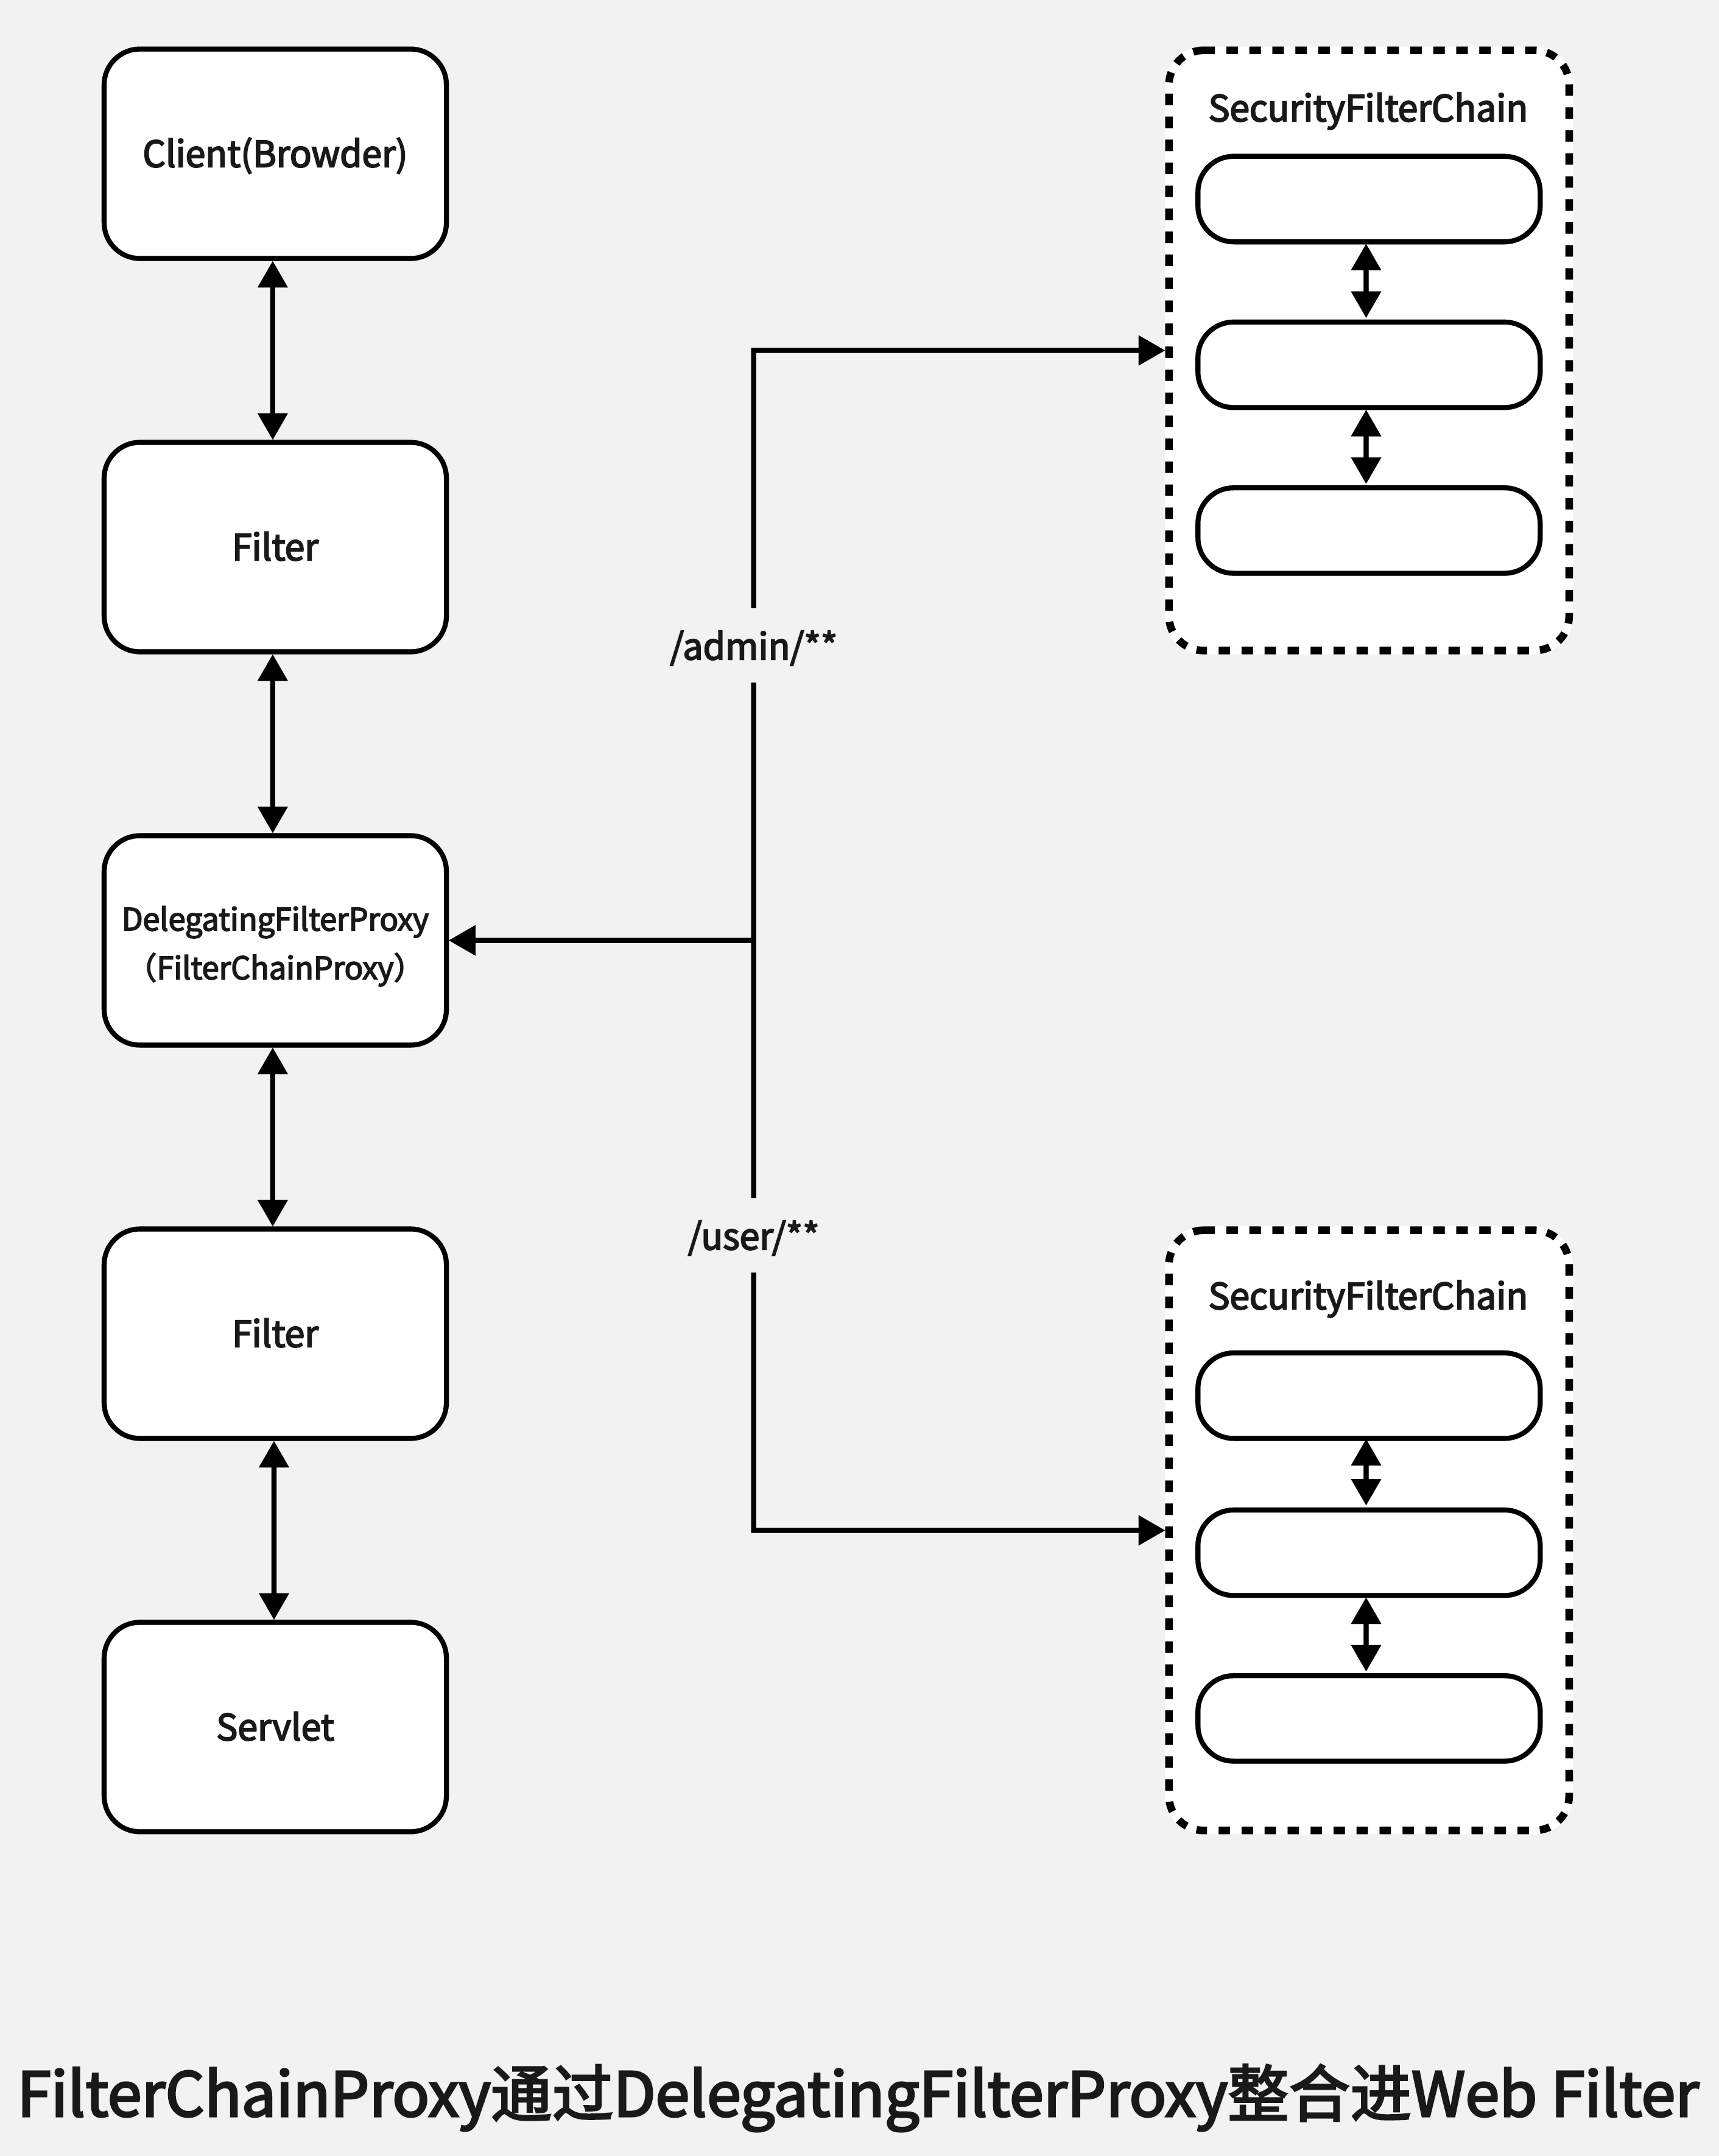 Client(Browder)
Filter
DelegatingFilterProxy
（FilterChainProxy）
Filter
Servlet
/admin/**
/user/**
SecurityFilterChain
SecurityFilterChain
FilterChainProxy通过DelegatingFilterProxy整合进Web Filter